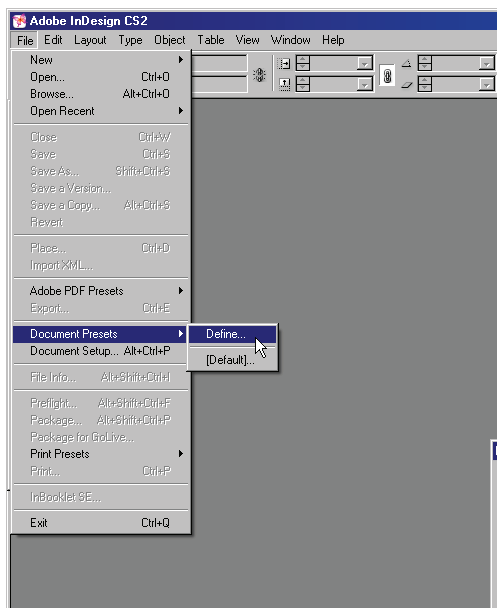 Adobe InDesign CS2
File Edit Layout Type Object Table View Window Help
New
Open... Ctrl+O
Browse... Alt+Ctrl+O
Open Recent
Close Ctrl+W
Save Ctrl+S
Save As... Shift+Ctrl+S
Save a Version...
Save a Copy... Alt+Ctrl+S
Revert
Place... Ctrl+D
Import XML...
Adobe PDF Presets
Export... Ctrl+E
Document Presets Define...
Document Setup... Alt+Ctrl+P
[Default]...
File Info... Alt+Shift+Ctrl+I
Preflight... Alt+Shift+Ctrl+F
Package... Alt+Shift+Ctrl+P
Package for GoLive...
Print Presets
Print... Ctrl+P
InBooklet SE...
Exit Ctrl+Q